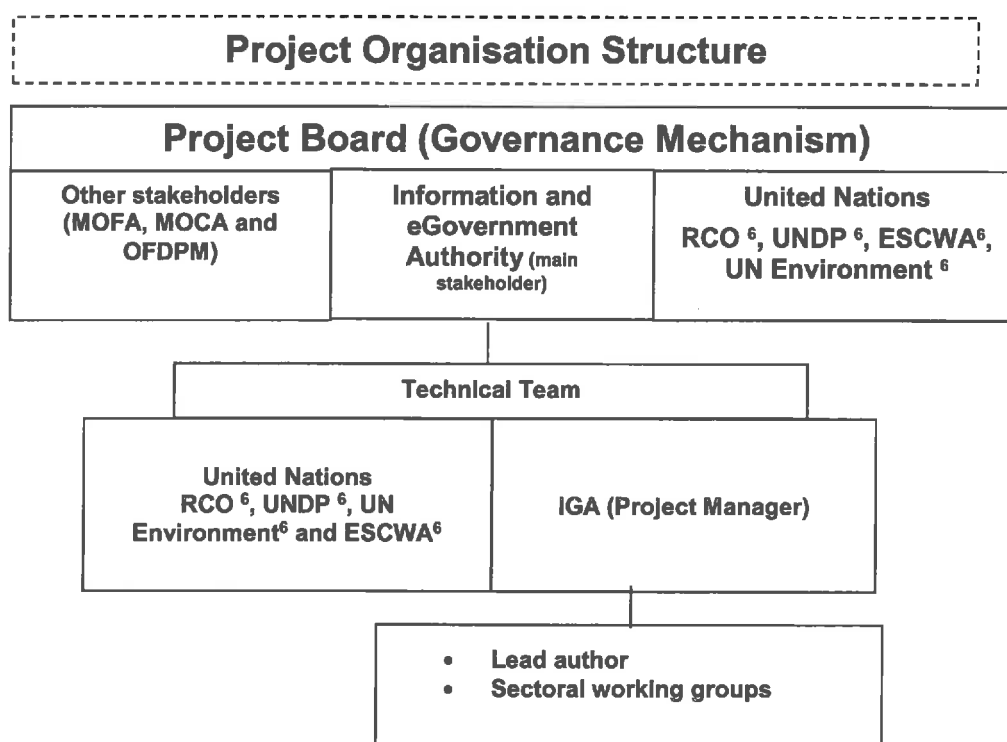 Project Organisation Structure
Project Board (Governance Mechanism)
Other stakeholders
(MOFA, MOCA and
OFDPM)
Information and
eGovernment
Authority (main
stakeholder)
United Nations
RCO ⁶, UNDP ⁶, ESCWA⁶,
UN Environment ⁶
Technical Team
United Nations
RCO ⁶, UNDP ⁶, UN
Environment⁶ and ESCWA⁶
IGA (Project Manager)
• Lead author
• Sectoral working groups